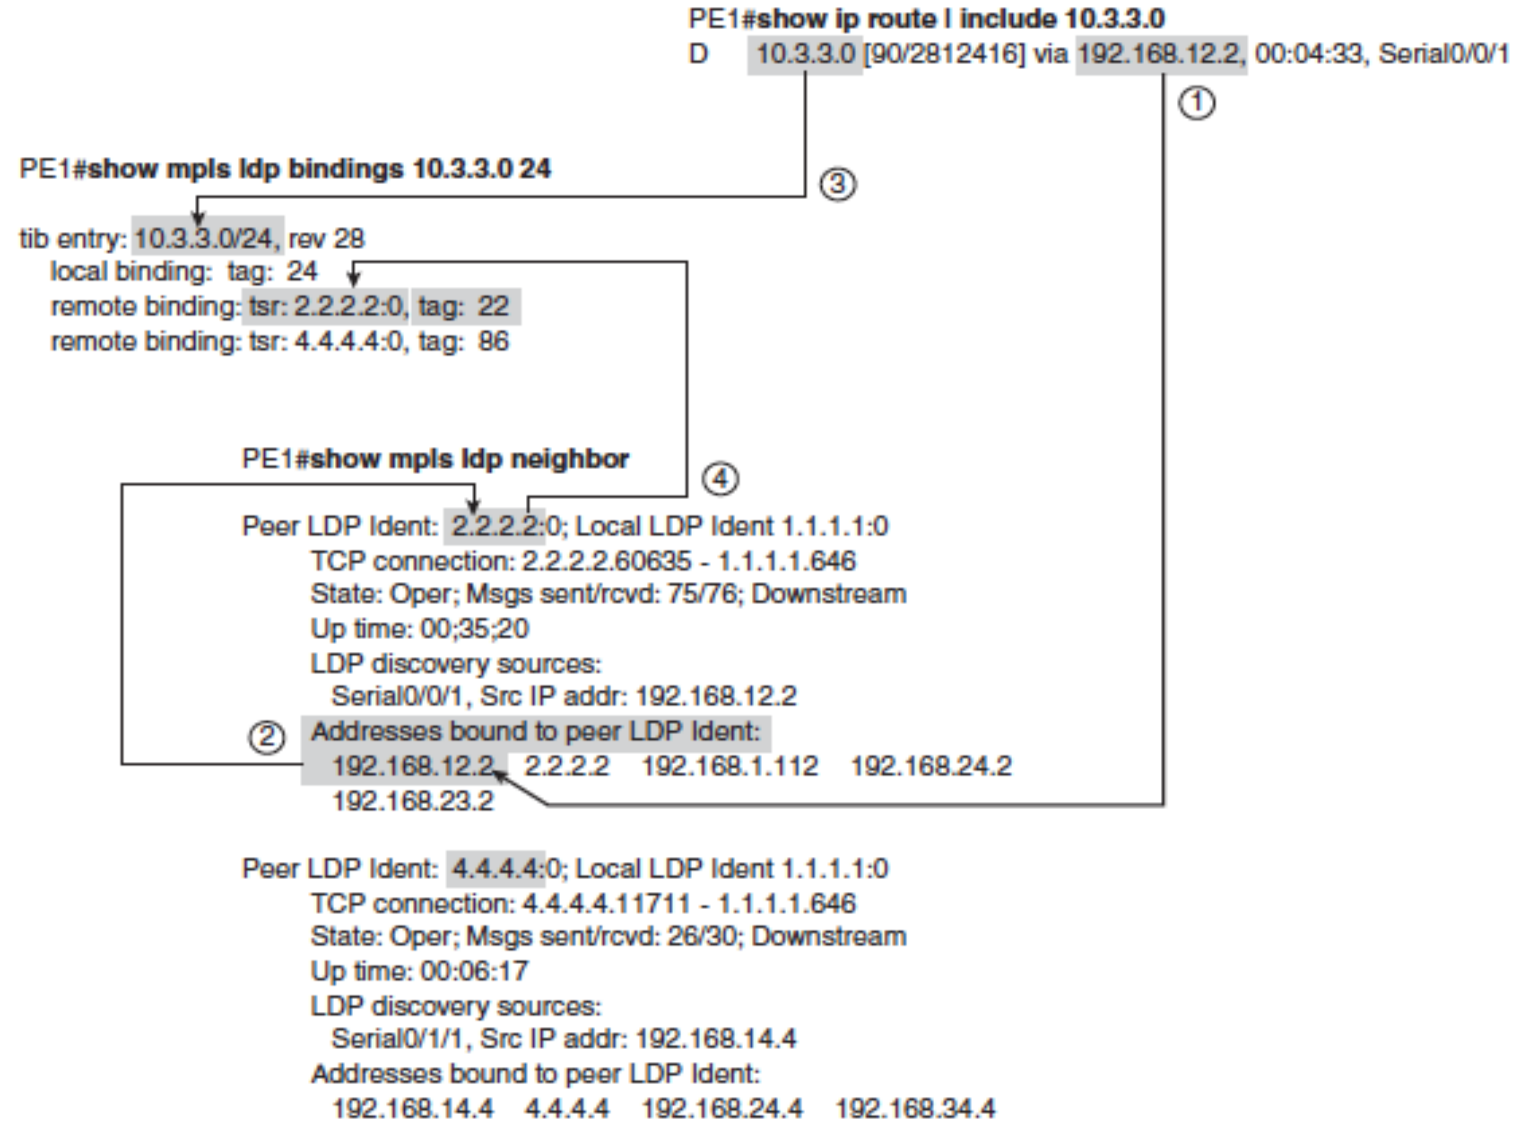 PE1#show ip route I include 10.3.3.0
D 10.3.3.0 [90/2812416] via 192.168.12.2, 00:04:33, Serial0/0/1
①
③
PE1#show mpls ldp bindings 10.3.3.0 24
tib entry: 10.3.3.0/24, rev 28
local binding: tag: 24
remote binding: tsr: 2.2.2.2:0, tag: 22
remote binding: tsr: 4.4.4.4:0, tag: 86
PE1#show mpls ldp neighbor
④
Peer LDP Ident: 2.2.2.2:0; Local LDP Ident 1.1.1.1:0
TCP connection: 2.2.2.2.60635 - 1.1.1.1.646
State: Oper; Msgs sent/rcvd: 75/76; Downstream
Up time: 00;35;20
LDP discovery sources:
Serial0/0/1, Src IP addr: 192.168.12.2
② Addresses bound to peer LDP Ident:
192.168.12.2 2.2.2.2 192.168.1.112 192.168.24.2
192.168.23.2
Peer LDP Ident: 4.4.4.4:0; Local LDP Ident 1.1.1.1:0
TCP connection: 4.4.4.4.11711 - 1.1.1.1.646
State: Oper; Msgs sent/rcvd: 26/30; Downstream
Up time: 00:06:17
LDP discovery sources:
Serial0/1/1, Src IP addr: 192.168.14.4
Addresses bound to peer LDP Ident:
192.168.14.4 4.4.4.4 192.168.24.4 192.168.34.4